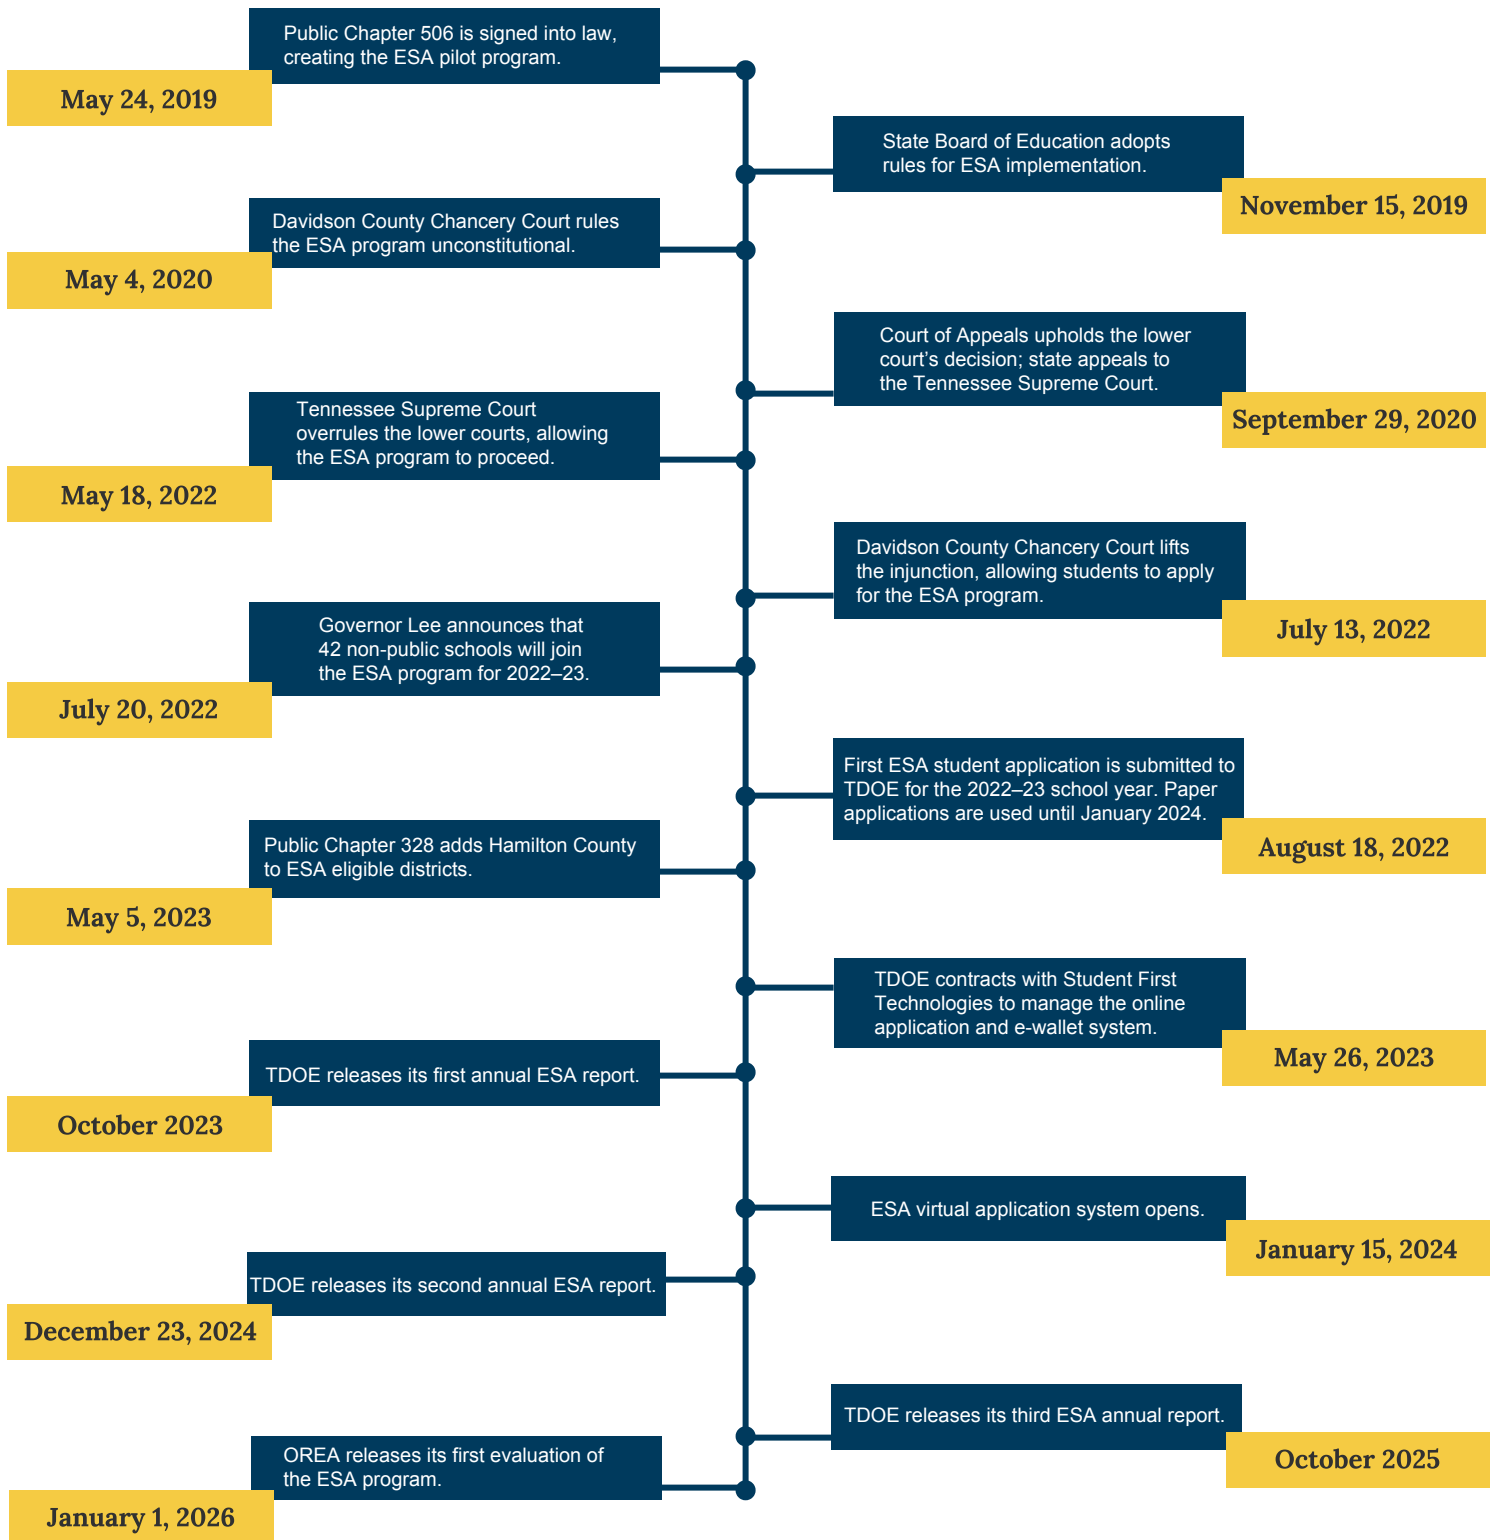 Public Chapter 506 is signed into law,
creating the ESA pilot program.
May 24, 2019
State Board of Education adopts
rules for ESA implementation.
November 15, 2019
Davidson County Chancery Court rules
the ESA program unconstitutional.
May 4, 2020
Court of Appeals upholds the lower
court’s decision; state appeals to
the Tennessee Supreme Court.
September 29, 2020
Tennessee Supreme Court
overrules the lower courts, allowing
the ESA program to proceed.
May 18, 2022
Davidson County Chancery Court lifts
the injunction, allowing students to apply
for the ESA program.
July 13, 2022
Governor Lee announces that
42 non-public schools will join
the ESA program for 2022–23.
July 20, 2022
First ESA student application is submitted to
TDOE for the 2022–23 school year. Paper
applications are used until January 2024.
August 18, 2022
Public Chapter 328 adds Hamilton County
to ESA eligible districts.
May 5, 2023
TDOE contracts with Student First
Technologies to manage the online
application and e-wallet system.
May 26, 2023
TDOE releases its first annual ESA report.
October 2023
ESA virtual application system opens.
January 15, 2024
TDOE releases its second annual ESA report.
December 23, 2024
TDOE releases its third ESA annual report.
October 2025
OREA releases its first evaluation of
the ESA program.
January 1, 2026